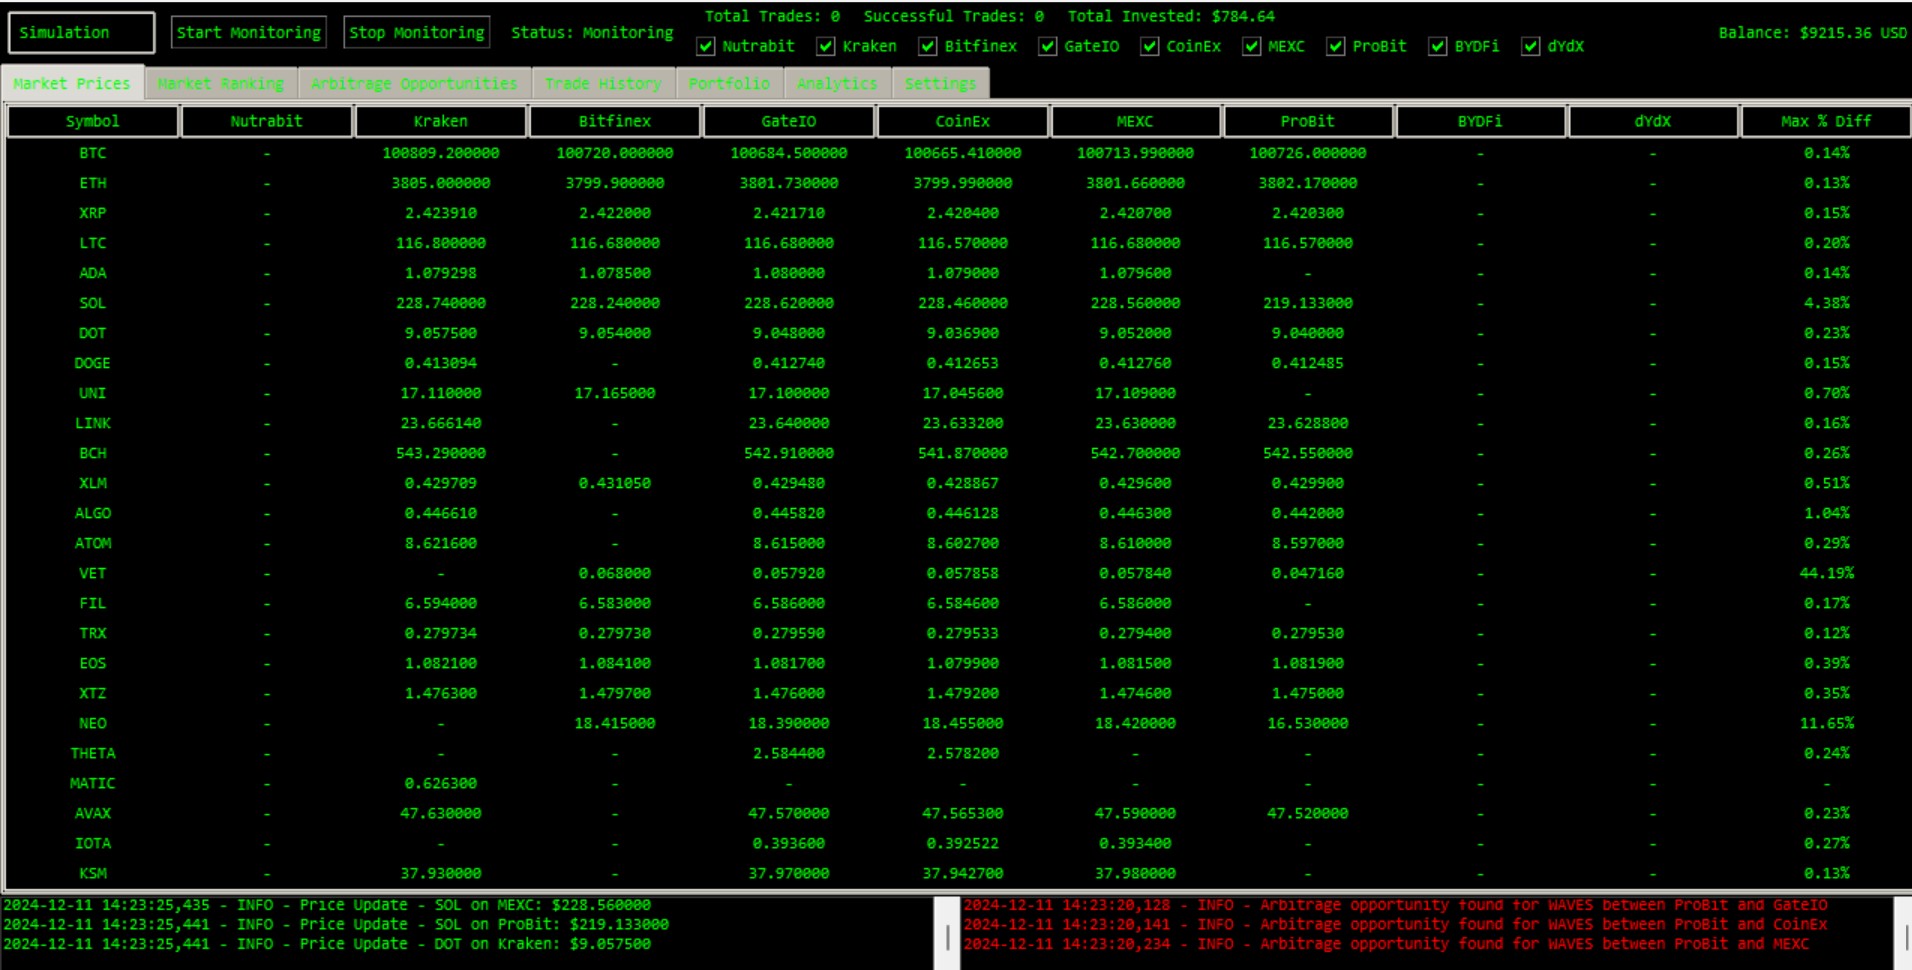 Simulation Start Monitoring Stop Monitoring Status: Monitoring Total Trades: 0 Successful Trades: 0 Total Invested: $784.64 Balance: $9215.36 USD
Nutrabit Kraken Bitfinex GateIO CoinEx MEXC ProBit BYDFi dYdX
Market Prices Market Ranking Arbitrage Opportunities Trade History Portfolio Analytics Settings
Symbol Nutrabit Kraken Bitfinex GateIO CoinEx MEXC ProBit BYDFi dYdX Max % Diff
BTC - 100809.200000 100720.000000 100684.500000 100665.410000 100713.990000 100726.000000 - - 0.14%
ETH - 3805.000000 3799.900000 3801.730000 3799.990000 3801.660000 3802.170000 - - 0.13%
XRP - 2.423910 2.422000 2.421710 2.420400 2.420700 2.420300 - - 0.15%
LTC - 116.800000 116.680000 116.680000 116.570000 116.680000 116.570000 - - 0.20%
ADA - 1.079298 1.078500 1.080000 1.079000 1.079600 - - - 0.14%
SOL - 228.740000 228.240000 228.620000 228.460000 228.560000 219.133000 - - 4.38%
DOT - 9.057500 9.054000 9.048000 9.036900 9.052000 9.040000 - - 0.23%
DOGE - 0.413094 - 0.412740 0.412653 0.412760 0.412485 - - 0.15%
UNI - 17.110000 17.165000 17.100000 17.045600 17.109000 - - - 0.70%
LINK - 23.666140 - 23.640000 23.633200 23.630000 23.628800 - - 0.16%
BCH - 543.290000 - 542.910000 541.870000 542.700000 542.550000 - - 0.26%
XLM - 0.429709 0.431050 0.429480 0.428867 0.429600 0.429900 - - 0.51%
ALGO - 0.446610 - 0.445820 0.446128 0.446300 0.442000 - - 1.04%
ATOM - 8.621600 - 8.615000 8.602700 8.610000 8.597000 - - 0.29%
VET - - 0.068000 0.057920 0.057858 0.057840 0.047160 - - 44.19%
FIL - 6.594000 6.583000 6.586000 6.584600 6.586000 - - - 0.17%
TRX - 0.279734 0.279730 0.279590 0.279533 0.279400 0.279530 - - 0.12%
EOS - 1.082100 1.084100 1.081700 1.079900 1.081500 1.081900 - - 0.39%
XTZ - 1.476300 1.479700 1.476000 1.479200 1.474600 1.475000 - - 0.35%
NEO - - 18.415000 18.390000 18.455000 18.420000 16.530000 - - 11.65%
THETA - - - 2.584400 2.578200 - - - - 0.24%
MATIC - 0.626300 - - - - - - - -
AVAX - 47.630000 - 47.570000 47.565300 47.590000 47.520000 - - 0.23%
IOTA - - - 0.393600 0.392522 0.393400 - - - 0.27%
KSM - 37.930000 - 37.970000 37.942700 37.980000 - - - 0.13%
2024-12-11 14:23:25,435 - INFO - Price Update - SOL on MEXC: $228.560000
2024-12-11 14:23:25,441 - INFO - Price Update - SOL on ProBit: $219.133000
2024-12-11 14:23:25,441 - INFO - Price Update - DOT on Kraken: $9.057500
2024-12-11 14:23:20,128 - INFO - Arbitrage opportunity found for WAVES between ProBit and GateIO
2024-12-11 14:23:20,141 - INFO - Arbitrage opportunity found for WAVES between ProBit and CoinEx
2024-12-11 14:23:20,234 - INFO - Arbitrage opportunity found for WAVES between ProBit and MEXC